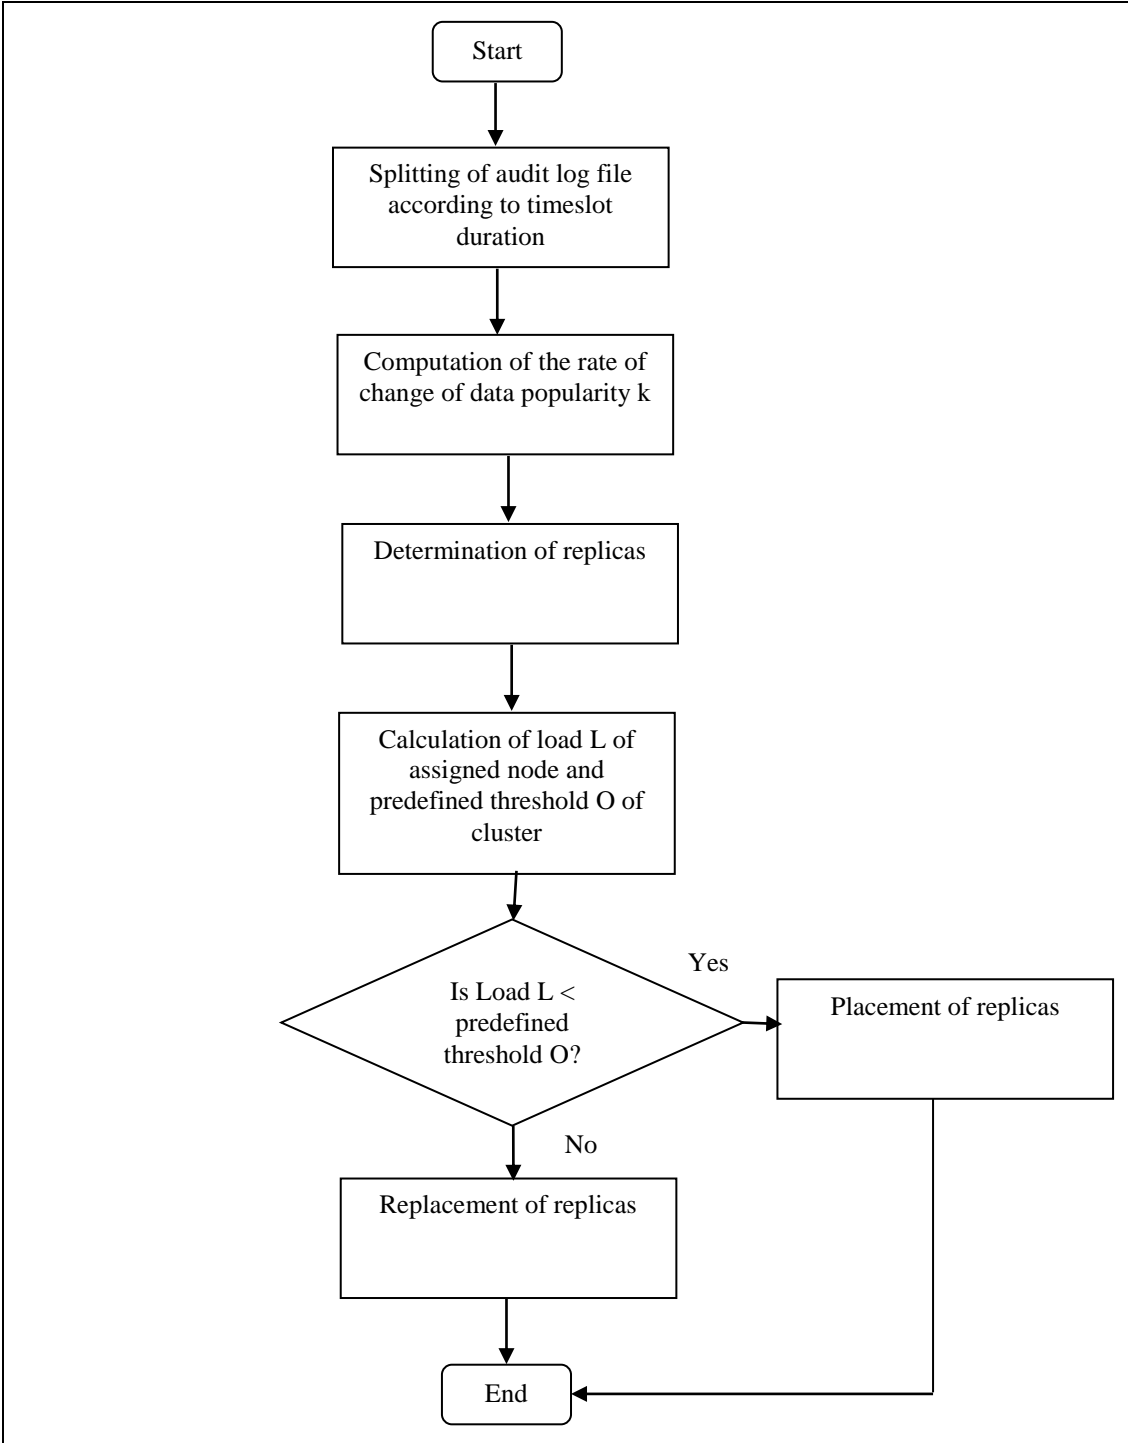 Start
Splitting of audit log file
according to timeslot
duration
Computation of the rate of
change of data popularity k
Determination of replicas
Calculation of load L of
assigned node and
predefined threshold O of
cluster
Is Load L <
predefined
threshold O?
Yes
Placement of replicas
No
Replacement of replicas
End